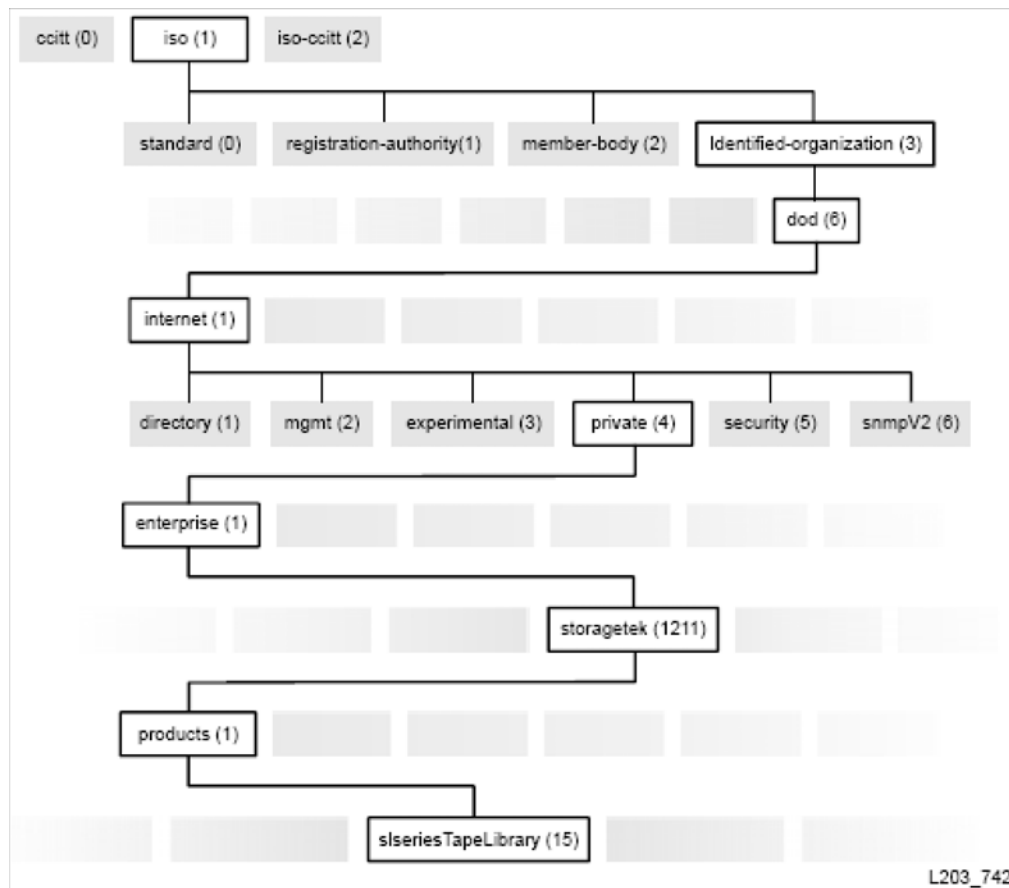 ccitt (0)
iso (1)
iso-ccitt (2)
standard (0)
registration-authority(1)
member-body (2)
Identified-organization (3)
dod (6)
internet (1)
directory (1)
mgmt (2)
experimental (3)
private (4)
security (5)
snmpV2 (6)
enterprise (1)
storagetek (1211)
products (1)
slseriesTapeLibrary (15)
L203_742